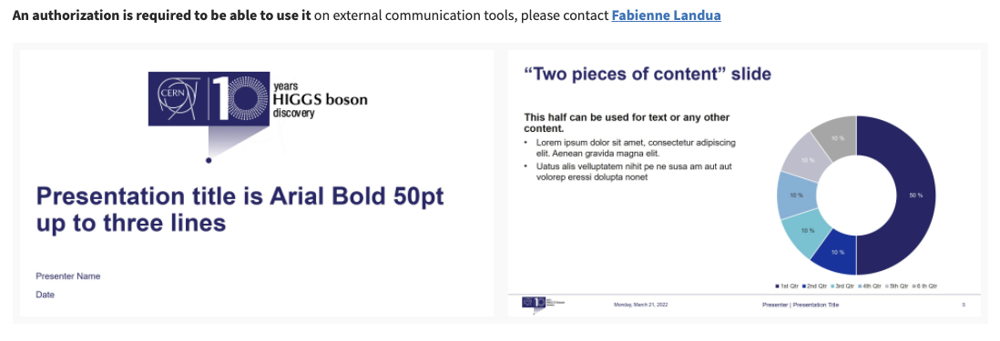 An authorization is required to be able to use it on external communication tools, please contact Fabienne Landua
CERN
10
years
HIGGS boson
discovery
Presentation title is Arial Bold 50pt
up to three lines
Presenter Name
Date
“Two pieces of content” slide
This half can be used for text or any other
content.
• Lorem ipsum dolor sit amet, consectetur adipiscing
elit. Aenean gravida magna elit.
• Uatus alis velluptatem nihit pe ne susa am aut aut
volorep eressi dolupta nonet
10 %
10 %
10 %
50 %
10 %
10 %
1st Qtr 2nd Qtr 3rd Qtr 4th Qtr 5th Qtr 6 th Qtr
10
years
HIGGS boson
discovery
Monday, March 21, 2022
Presenter | Presentation Title
5